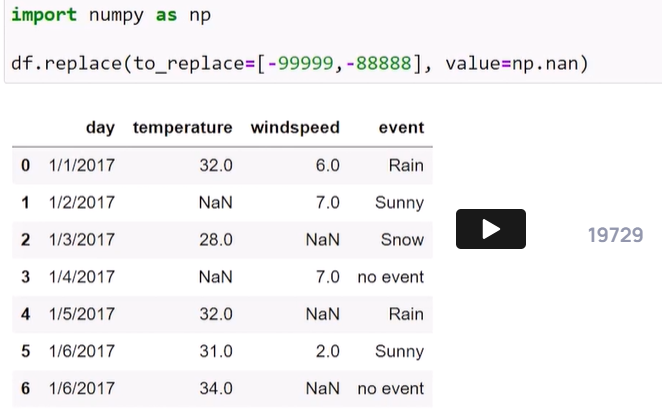 import numpy as np
df.replace(to_replace=[-99999,-88888], value=np.nan)
day temperature windspeed event
0 1/1/2017 32.0 6.0 Rain
1 1/2/2017 NaN 7.0 Sunny
2 1/3/2017 28.0 NaN Snow
19729
3 1/4/2017 NaN 7.0 no event
4 1/5/2017 32.0 NaN Rain
5 1/6/2017 31.0 2.0 Sunny
6 1/6/2017 34.0 NaN no event